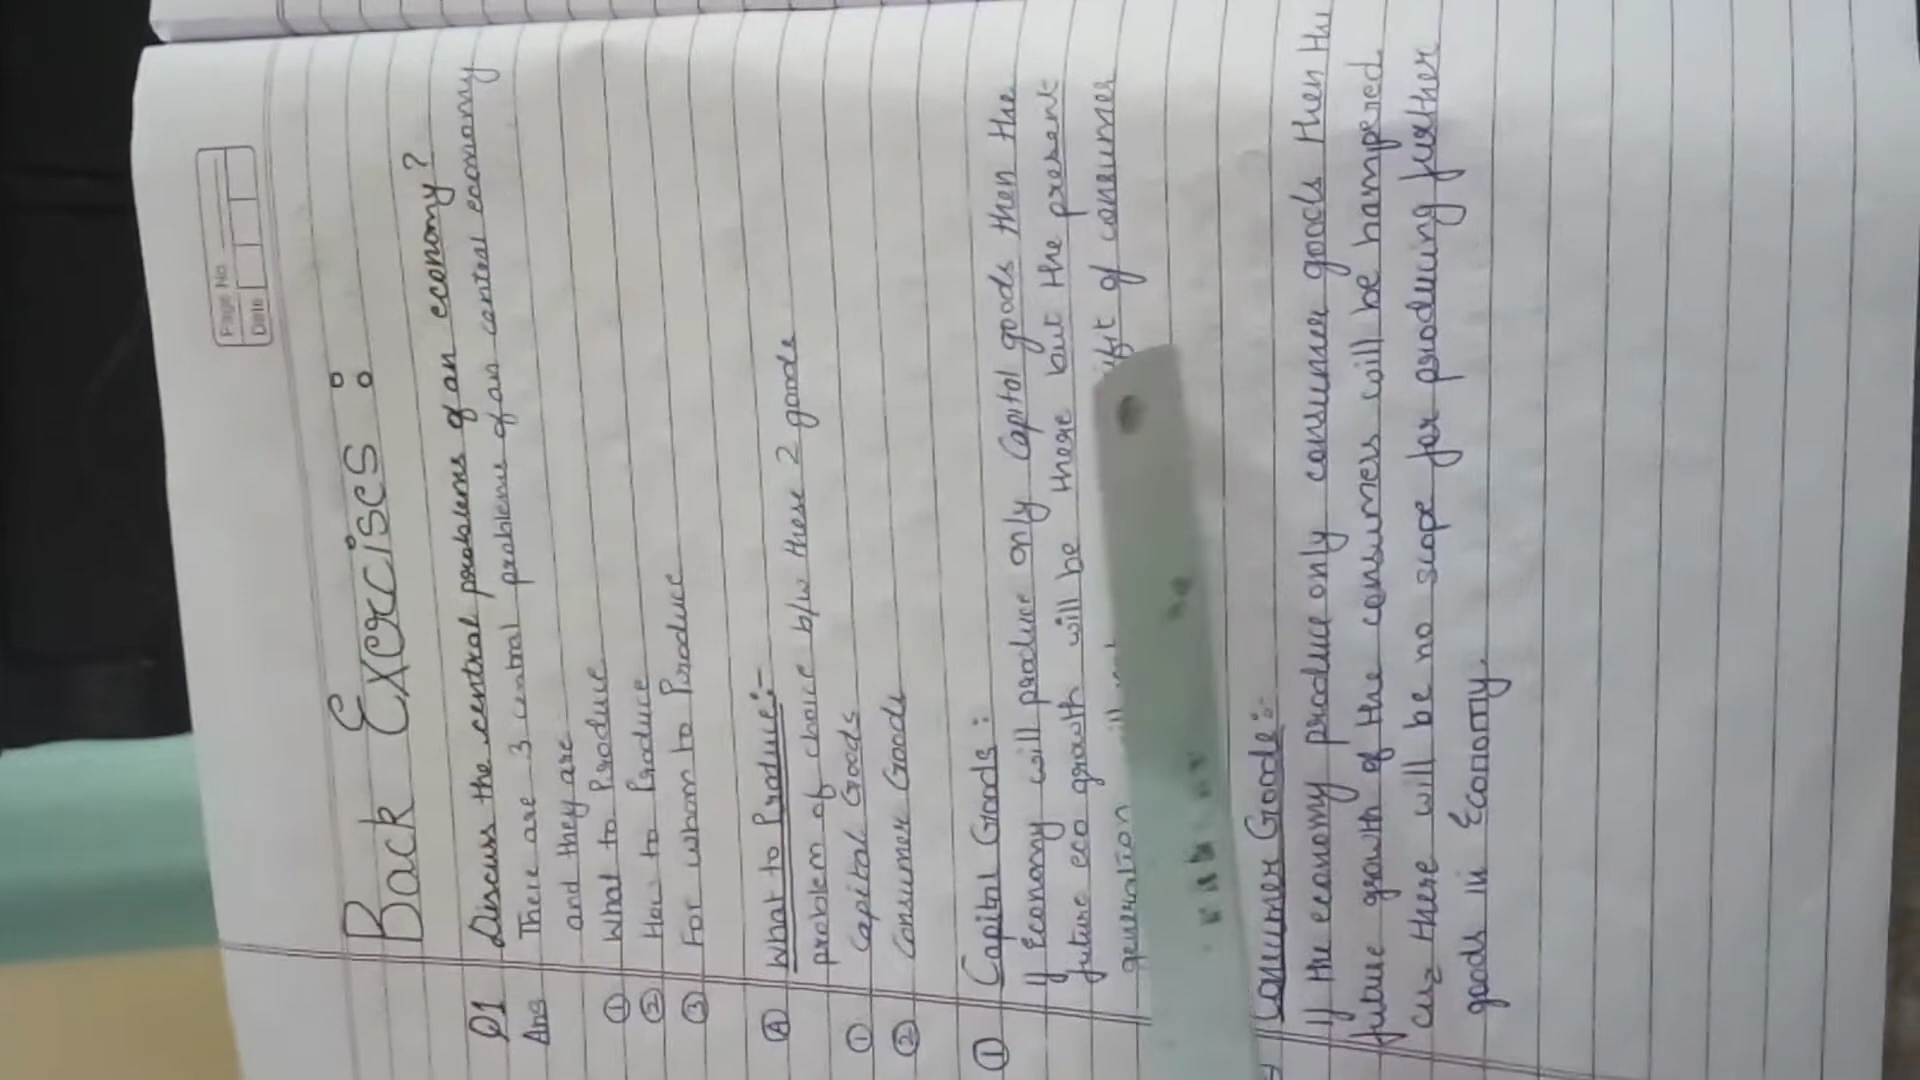 Page No.
Date
Back Exercises :
Q1 Discuss the central problems of an economy?
Ans There are 3 central problems of an central economy
and they are
① What to Produce
② How to Produce
③ For whom to Produce
Ⓐ What to Produce:-
problem of choice b/w these 2 goods
① Capital Goods
② Consumer Goods
① Capital Goods :
If Economy will produce only Capital goods then the
future eco growth will be there but the present
generation of consumer
Consumer Goods:-
If the economy produce only consumer goods then the
future growth of the consumers will be hampered
cuz there will be no scope for producing further
goods in Economy.